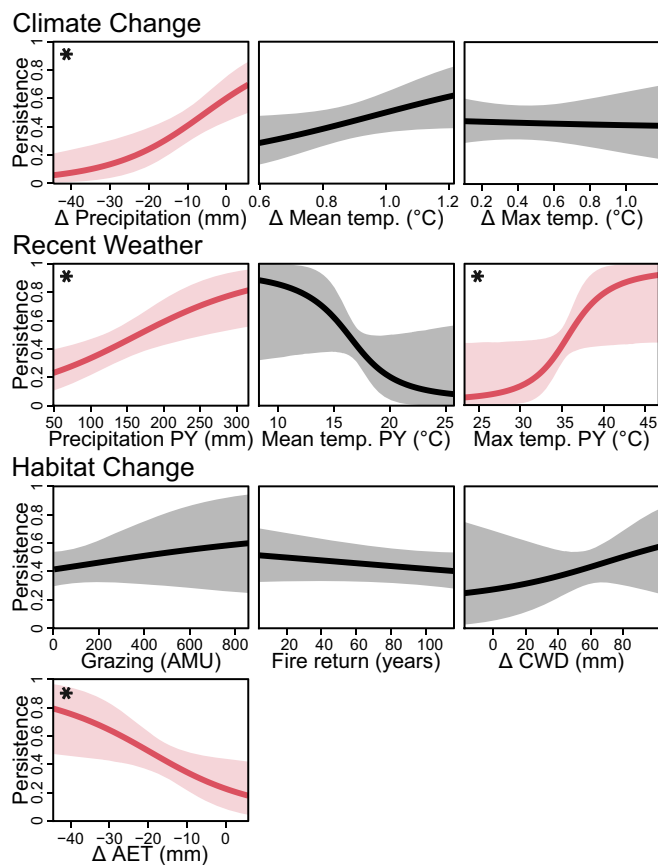 Climate Change
*
Persistence
0 0.2 0.4 0.6 0.8 1
−40 −30 −20 −10 0
0.6 0.8 1.0 1.2
0.2 0.4 0.6 0.8 1.0
Δ Precipitation (mm) Δ Mean temp. (°C) Δ Max temp. (°C)
Recent Weather
* *
Persistence
0 0.2 0.4 0.6 0.8 1
50 100 150 200 250 300
10 15 20 25
25 30 35 40 45
Precipitation PY (mm) Mean temp. PY (°C) Max temp. PY (°C)
Habitat Change
Persistence
0 0.2 0.4 0.6 0.8 1
0 200 400 600 800
20 40 60 80 100
0 20 40 60 80
Grazing (AMU) Fire return (years) Δ CWD (mm)
*
Persistence
0 0.2 0.4 0.6 0.8 1
−40 −30 −20 −10 0
Δ AET (mm)